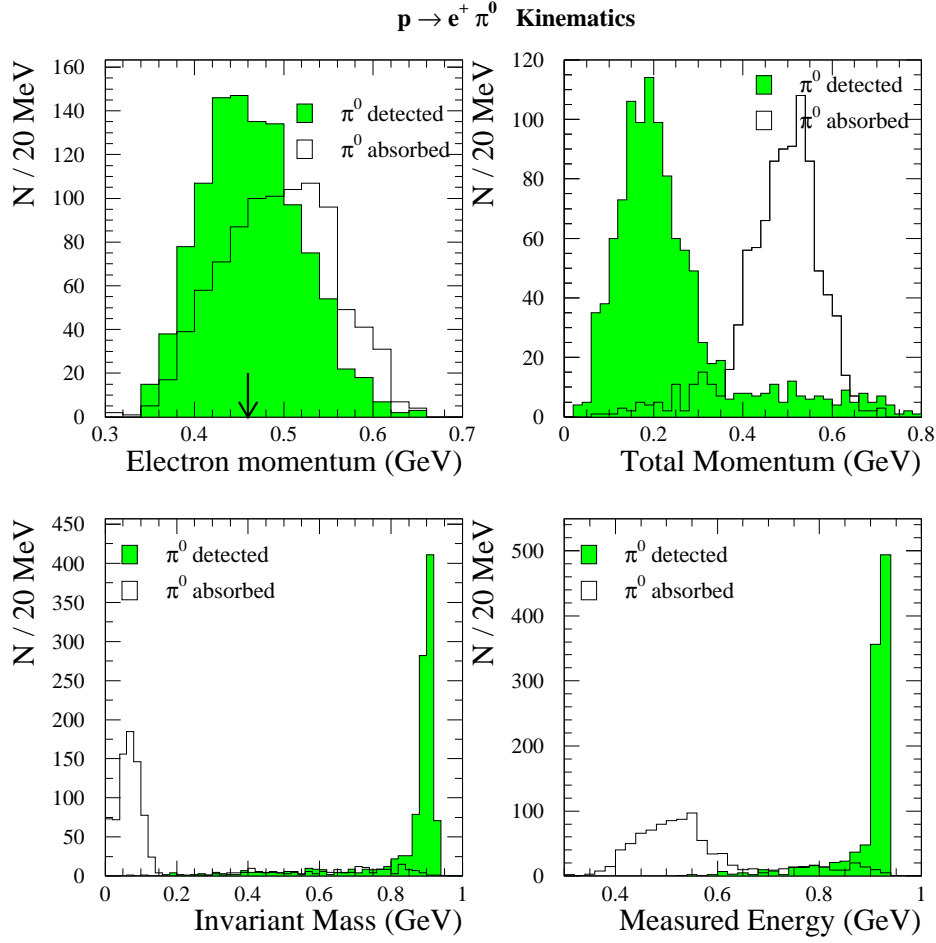 p → e⁺ π⁰ Kinematics
N / 20 MeV
160
140
120
100
80
60
40
20
0
π⁰ detected
π⁰ absorbed
0.3 0.4 0.5 0.6 0.7
Electron momentum (GeV)
N / 20 MeV
120
100
80
60
40
20
0
π⁰ detected
π⁰ absorbed
0 0.2 0.4 0.6 0.8
Total Momentum (GeV)
N / 20 MeV
450
400
350
300
250
200
150
100
50
0
π⁰ detected
π⁰ absorbed
0 0.2 0.4 0.6 0.8 1
Invariant Mass (GeV)
N / 20 MeV
500
400
300
200
100
0
π⁰ detected
π⁰ absorbed
0.4 0.6 0.8 1
Measured Energy (GeV)